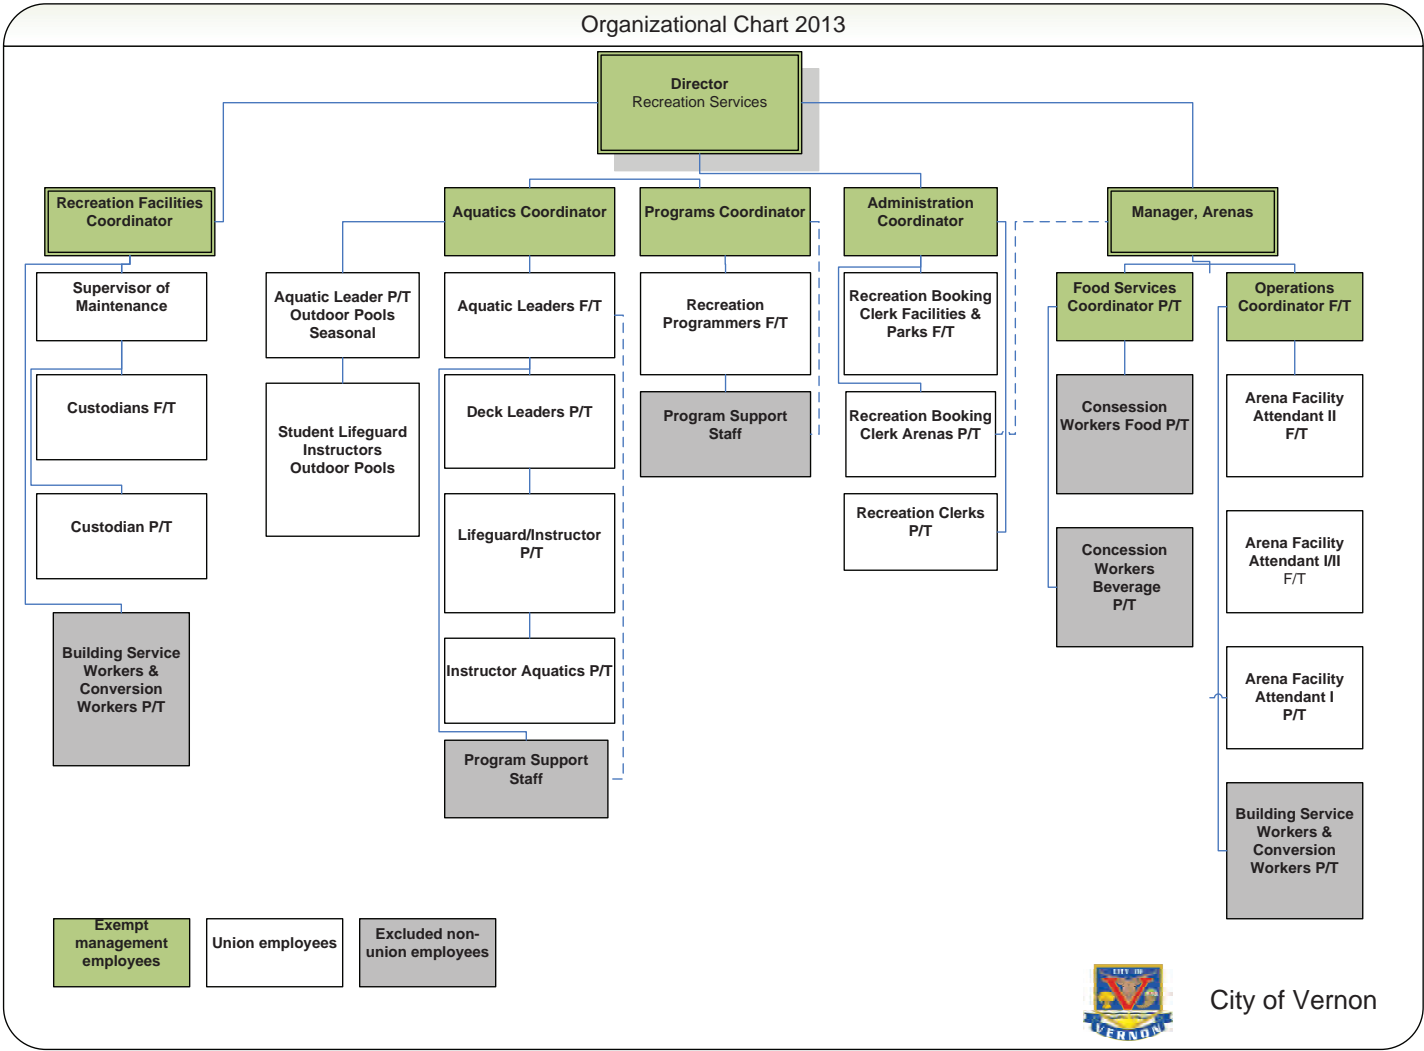 Organizational Chart 2013
Director
Recreation Services
Recreation Facilities
Coordinator
Aquatics Coordinator
Programs Coordinator
Administration
Coordinator
Manager, Arenas
Supervisor of
Maintenance
Aquatic Leader P/T
Outdoor Pools
Seasonal
Aquatic Leaders F/T
Recreation
Programmers F/T
Recreation Booking
Clerk Facilities &
Parks F/T
Food Services
Coordinator P/T
Operations
Coordinator F/T
Custodians F/T
Student Lifeguard
Instructors
Outdoor Pools
Deck Leaders P/T
Program Support
Staff
Recreation Booking
Clerk Arenas P/T
Consession
Workers Food P/T
Arena Facility
Attendant II
F/T
Custodian P/T
Lifeguard/Instructor
P/T
Recreation Clerks
P/T
Concession
Workers
Beverage
P/T
Arena Facility
Attendant I/II
F/T
Building Service
Workers &
Conversion
Workers P/T
Instructor Aquatics P/T
Arena Facility
Attendant I
P/T
Program Support
Staff
Building Service
Workers &
Conversion
Workers P/T
Exempt
management
employees
Union employees
Excluded non-
union employees
CITY OF
VERNON
City of Vernon